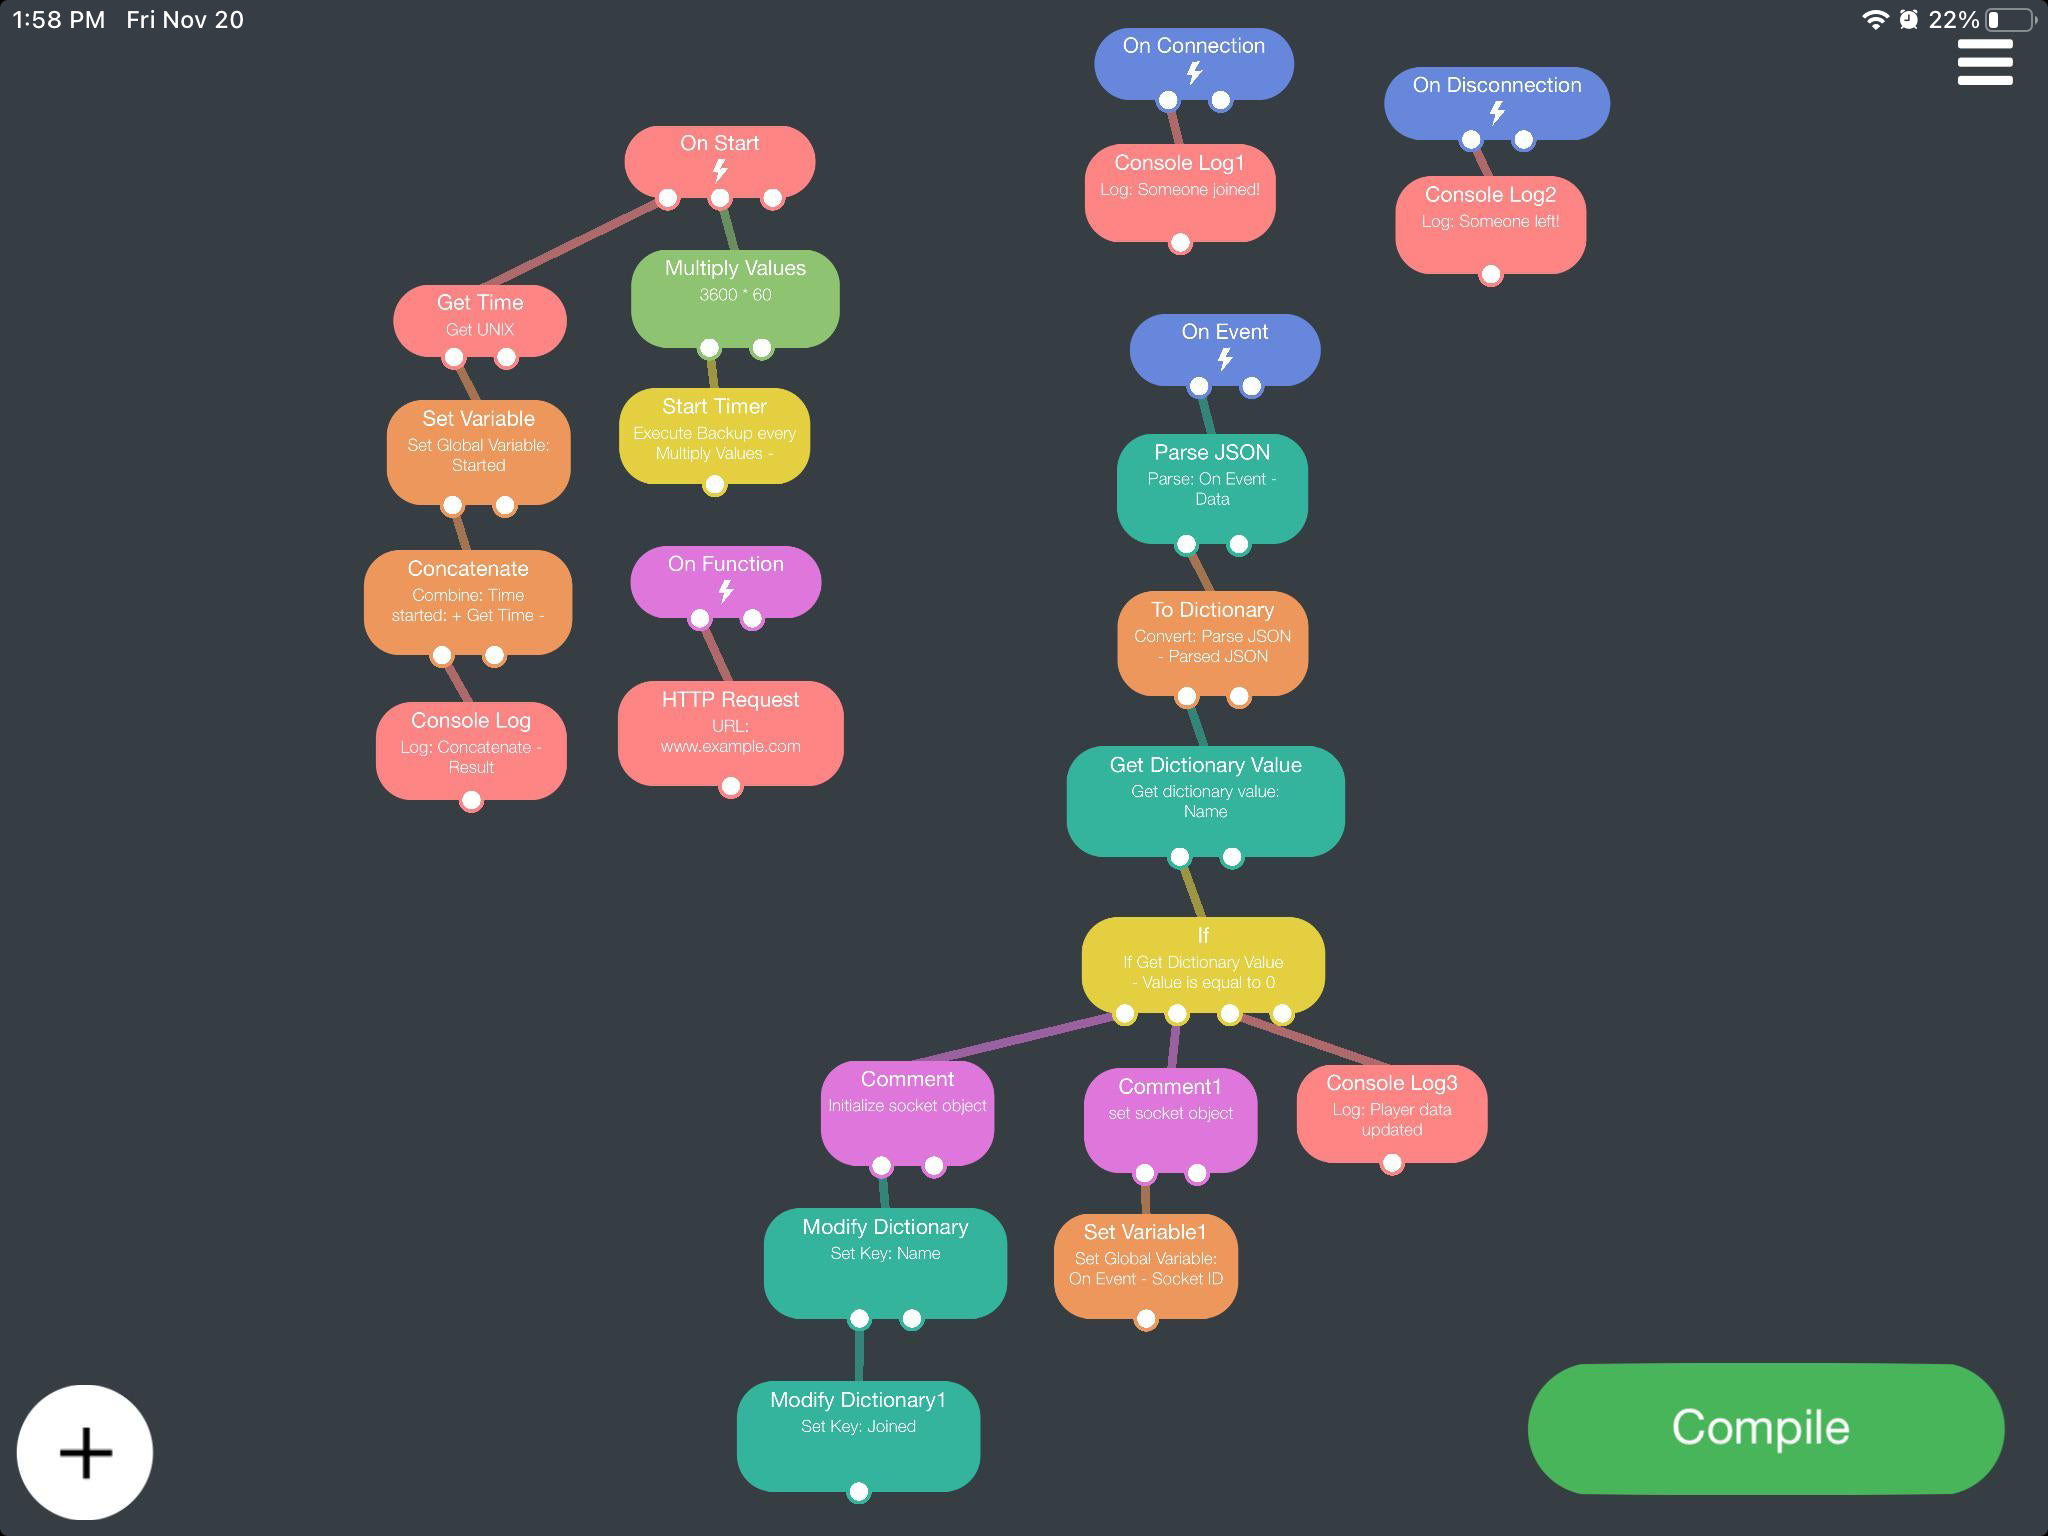 1:58 PM Fri Nov 20
22%
On Connection
On Disconnection
On Start
Console Log1
Log: Someone joined!
Console Log2
Log: Someone left!
Multiply Values
3600 * 60
Get Time
Get UNIX
On Event
Start Timer
Execute Backup every
Multiply Values -
Set Variable
Set Global Variable:
Started
Parse JSON
Parse: On Event -
Data
Concatenate
Combine: Time
started: + Get Time -
On Function
To Dictionary
Convert: Parse JSON
- Parsed JSON
HTTP Request
URL:
www.example.com
Console Log
Log: Concatenate -
Result
Get Dictionary Value
Get dictionary value:
Name
If
If Get Dictionary Value
- Value is equal to 0
Comment
Initialize socket object
Comment1
set socket object
Console Log3
Log: Player data
updated
Modify Dictionary
Set Key: Name
Set Variable1
Set Global Variable:
On Event - Socket ID
Modify Dictionary1
Set Key: Joined
Compile